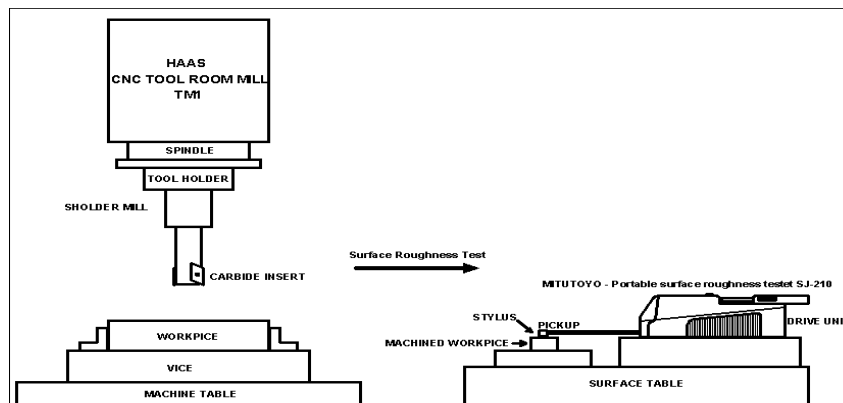 HAAS
CNC TOOL ROOM MILL
TM1
SPINDLE
TOOL HOLDER
SHOLDER MILL
CARBIDE INSERT
WORKPICE
VICE
MACHINE TABLE
Surface Roughness Test
MITUTOYO - Portable surface roughness testet SJ-210
STYLUS
PICKUP
DRIVE UNI
MACHINED WORKPICE
SURFACE TABLE